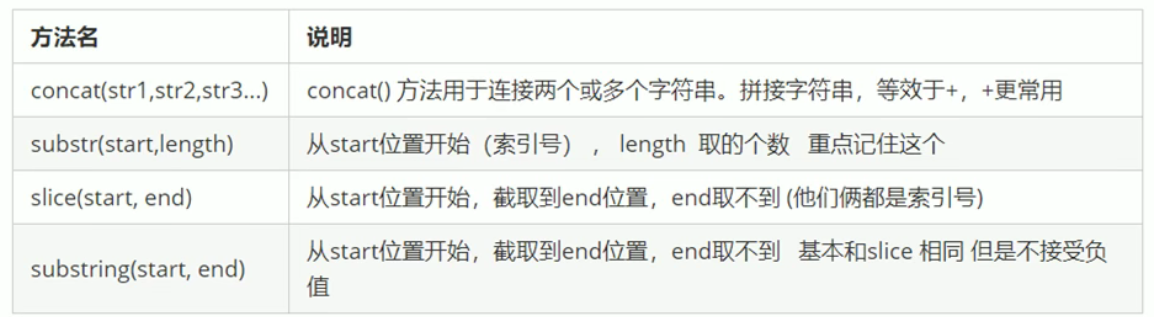 方法名 说明
concat(str1,str2,str3...) concat() 方法用于连接两个或多个字符串。拼接字符串，等效于+，+更常用
substr(start,length) 从start位置开始（索引号） ， length 取的个数 重点记住这个
slice(start, end) 从start位置开始，截取到end位置，end取不到 (他们俩都是索引号)
substring(start, end) 从start位置开始，截取到end位置，end取不到 基本和slice 相同 但是不接受负
值